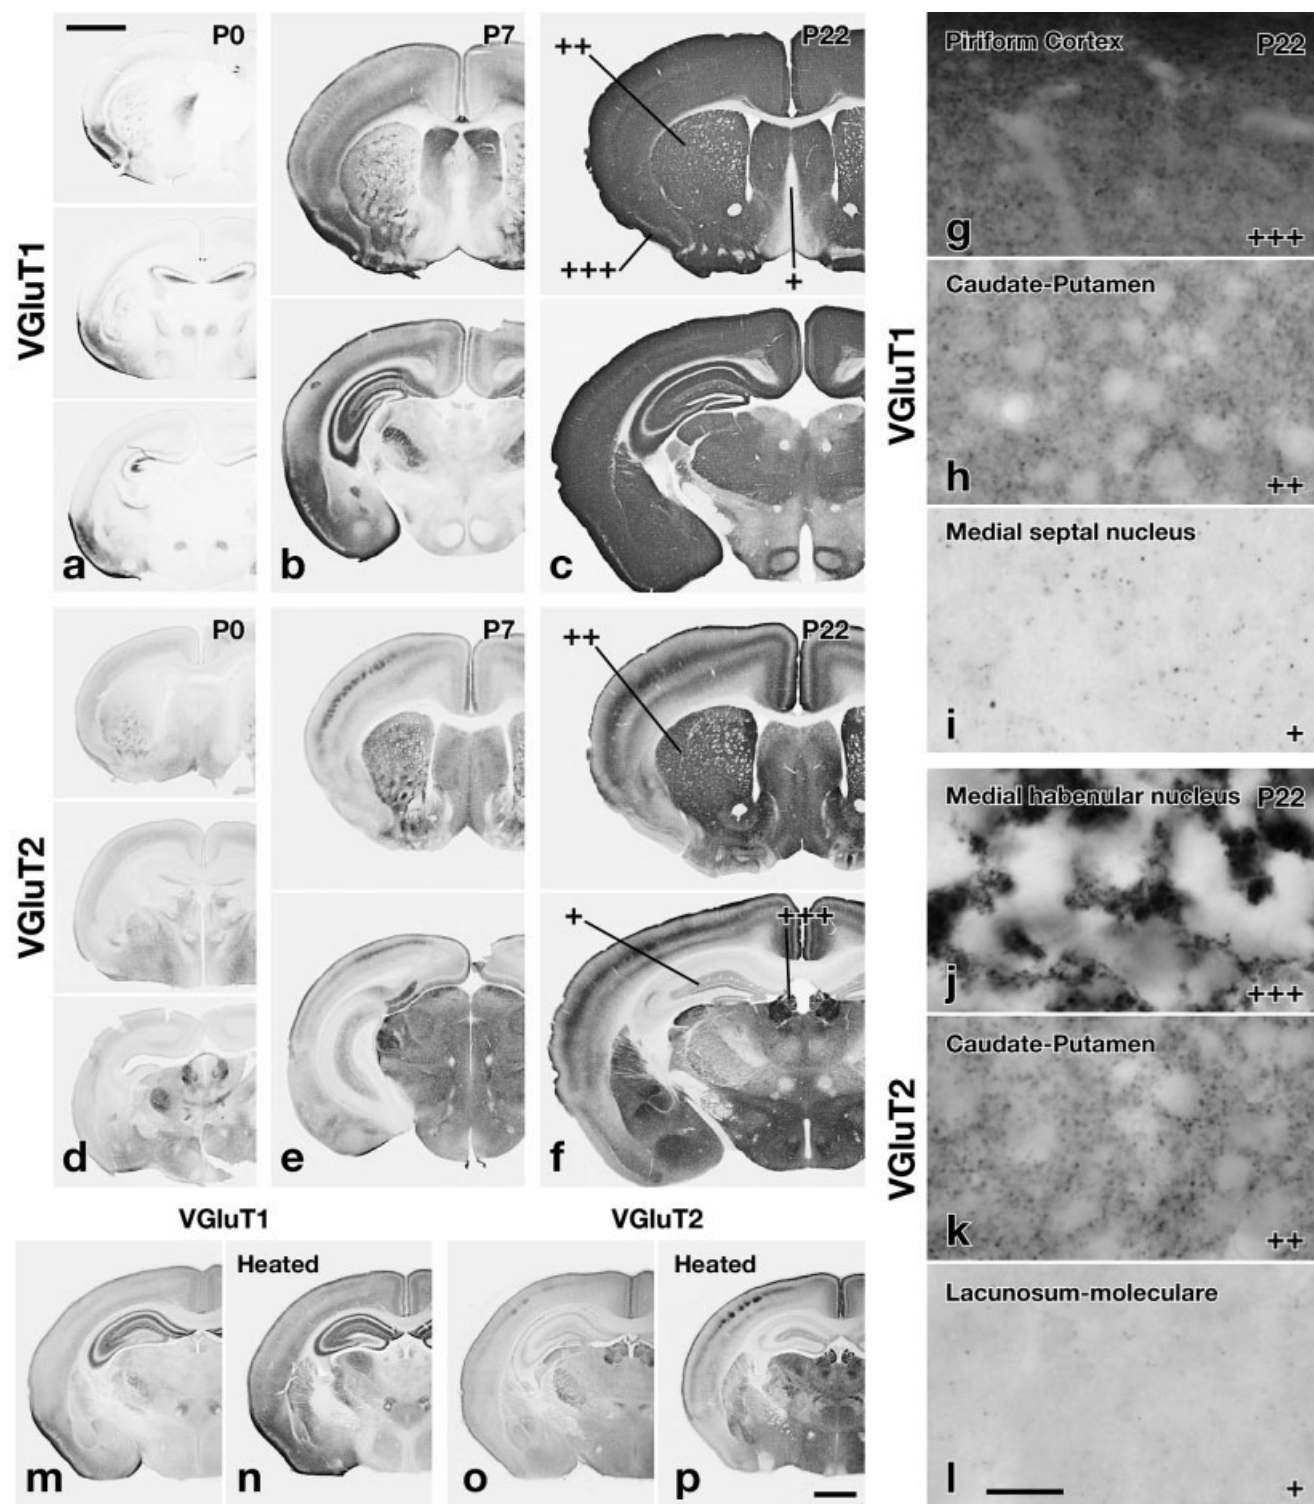 P0
P7
P22
++
+++
+
VGluT1
a
b
c
P0
P7
P22
++
+
+++
VGluT2
d
e
f
Piriform Cortex
P22
g
+++
Caudate-Putamen
h
++
VGluT1
Medial septal nucleus
i
+
Medial habenular nucleus
P22
j
+++
Caudate-Putamen
k
++
VGluT2
Lacunosum-moleculare
l
+
VGluT1
VGluT2
m
Heated
n
o
Heated
p